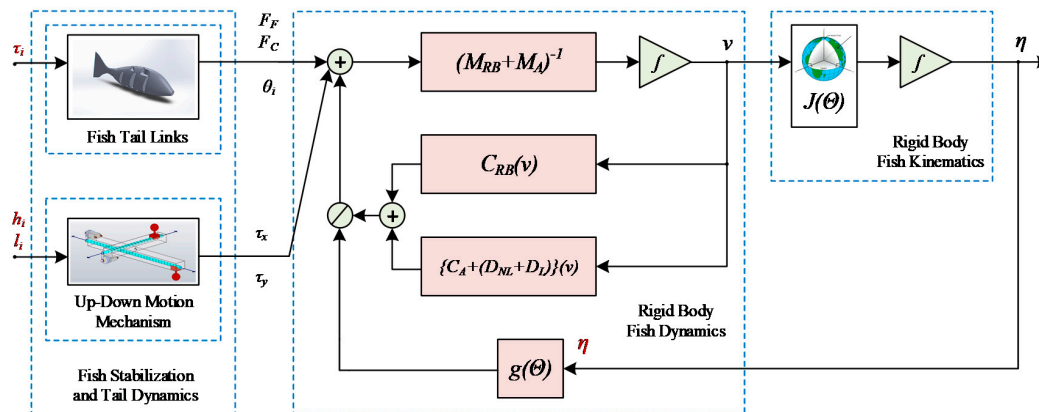 τi
Fish Tail Links
hi
li
Up-Down Motion
Mechanism
Fish Stabilization
and Tail Dynamics
FF
FC
θi
τx
τy
+
(MRB+MA)-1
∫
ν
CRB(ν)
+
{CA+(DNL+DL)}(ν)
Rigid Body
Fish Dynamics
η
g(Θ)
J(Θ)
∫
Rigid Body
Fish Kinematics
η